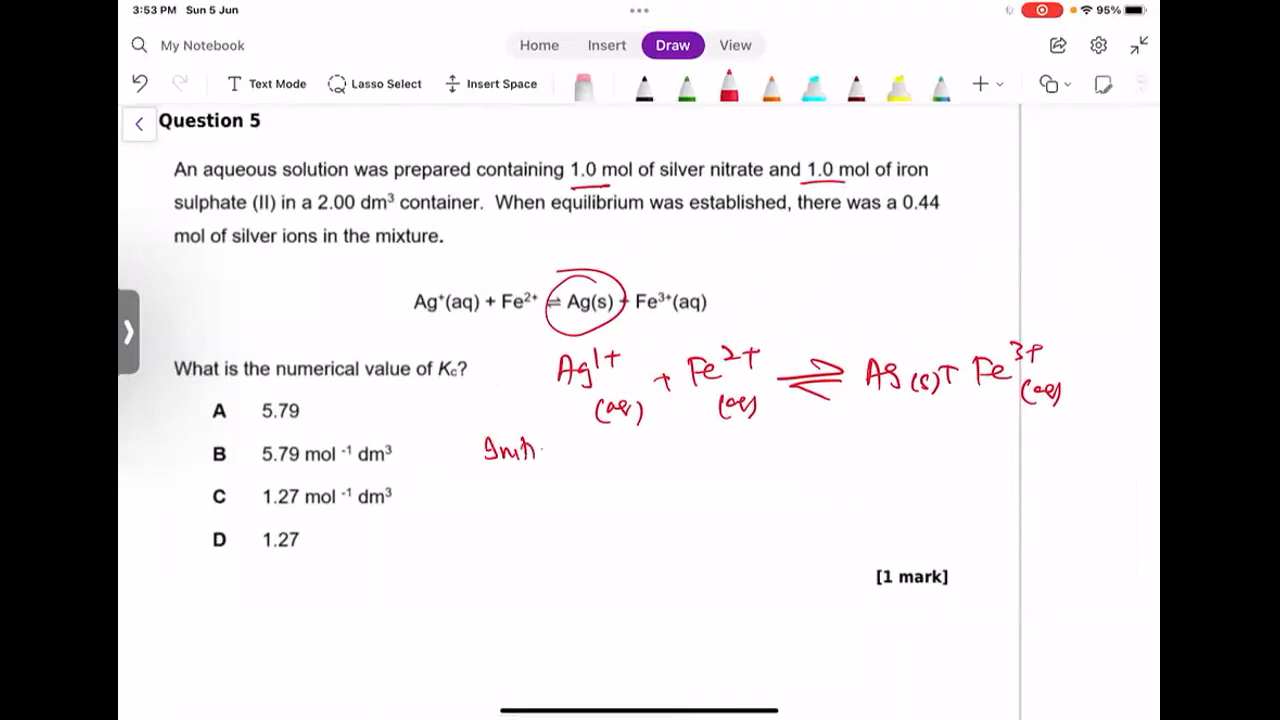 3:53 PM Sun 5 Jun
95%
My Notebook
Home Insert Draw View
Text Mode Lasso Select Insert Space
Question 5
An aqueous solution was prepared containing 1.0 mol of silver nitrate and 1.0 mol of iron
sulphate (II) in a 2.00 dm³ container. When equilibrium was established, there was a 0.44
mol of silver ions in the mixture.
Ag⁺(aq) + Fe²⁺ ⇌ Ag(s) + Fe³⁺(aq)
What is the numerical value of Kc?
Ag¹⁺(aq) + Fe²⁺(aq) ⇌ Ag(s) + Fe³⁺(aq)
A 5.79
B 5.79 mol ⁻¹ dm³
C 1.27 mol ⁻¹ dm³
D 1.27
[1 mark]